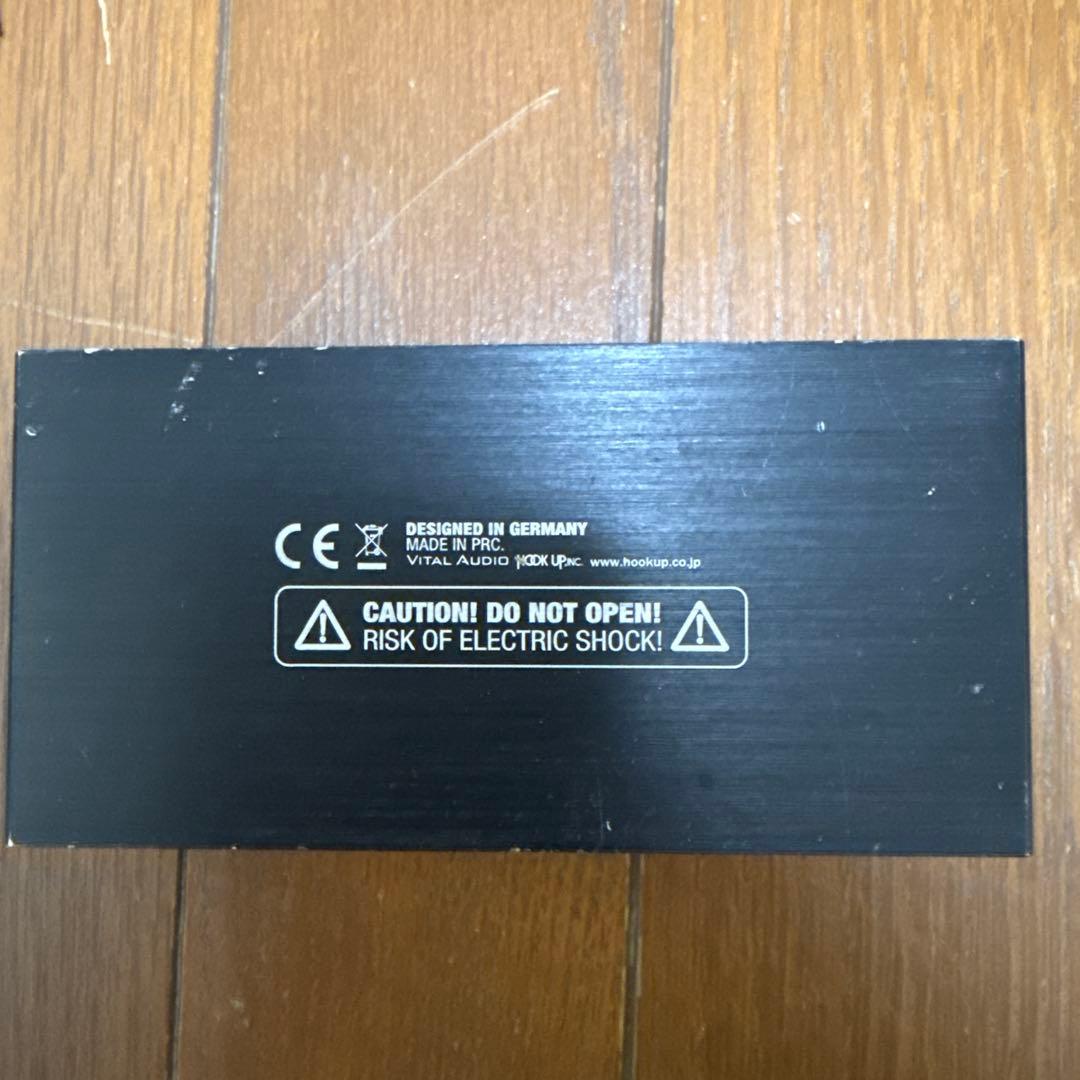 CE DESIGNED IN GERMANY
MADE IN PRC.
VITAL AUDIO HOOK UP,INC. www.hookup.co.jp
CAUTION! DO NOT OPEN!
RISK OF ELECTRIC SHOCK!